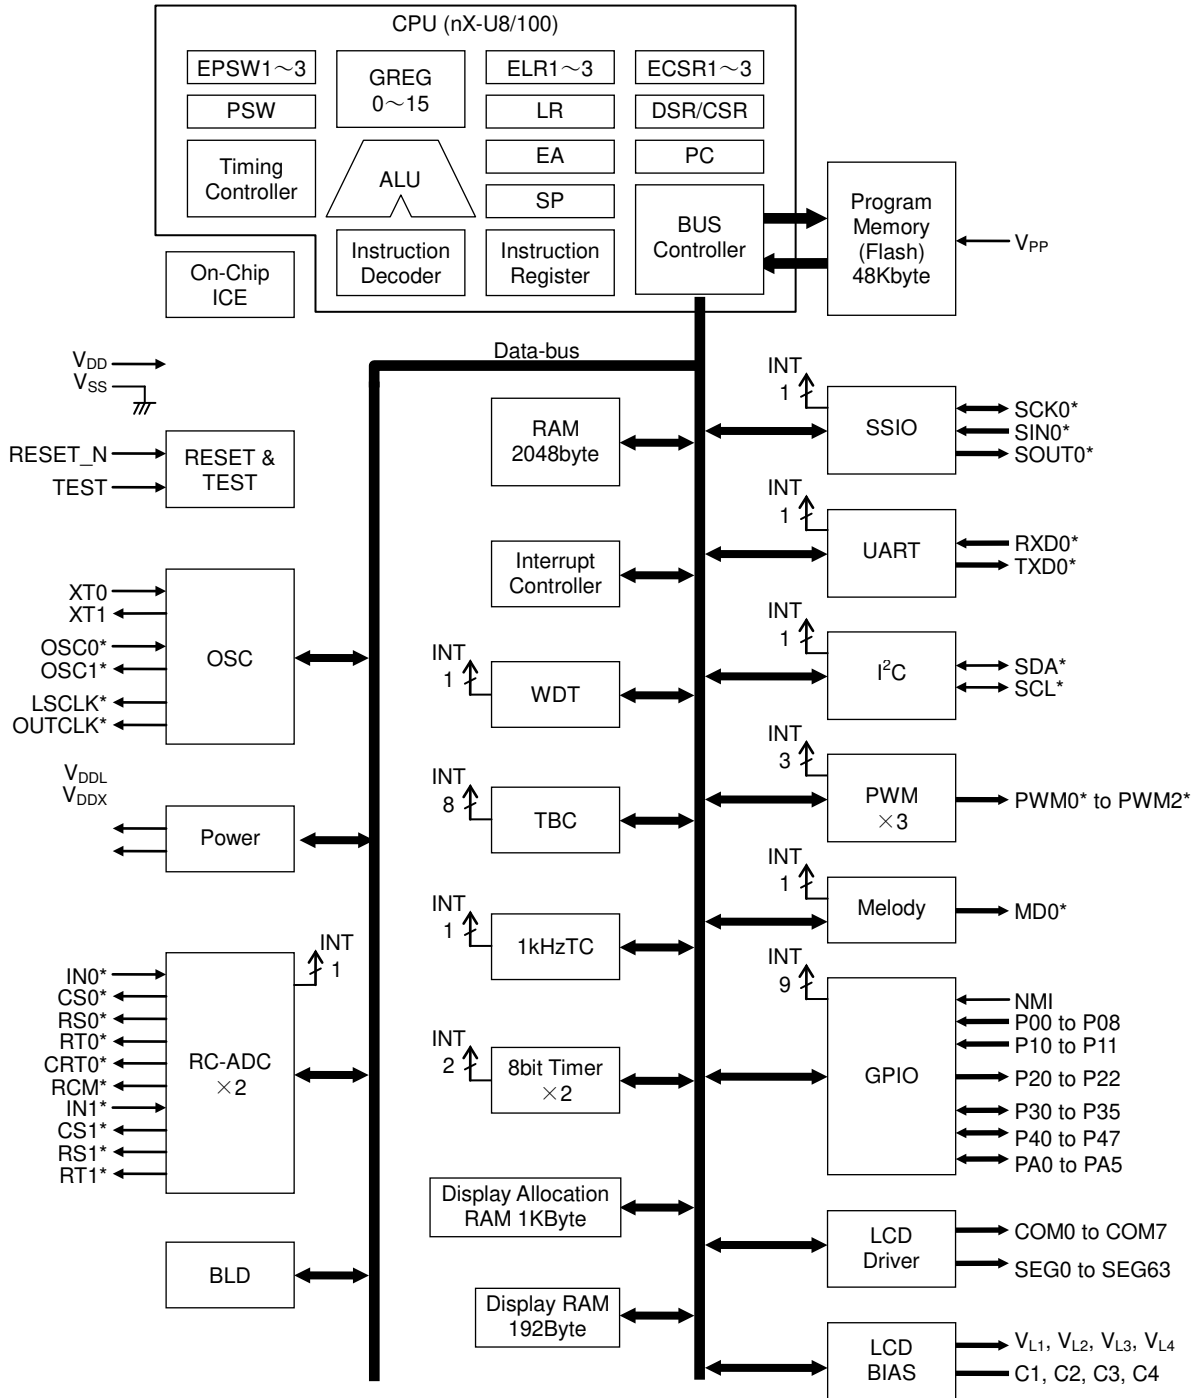 CPU (nX-U8/100)
EPSW1～3
GREG
0～15
ELR1～3
ECSR1～3
PSW
LR
DSR/CSR
Timing
Controller
ALU
EA
PC
SP
BUS
Controller
Program
Memory
(Flash)
48Kbyte
VPP
On-Chip
ICE
Instruction
Decoder
Instruction
Register
Data-bus
VDD
VSS
RESET_N
TEST
RESET &
TEST
XT0
XT1
OSC0*
OSC1*
LSCLK*
OUTCLK*
OSC
VDDL
VDDX
Power
IN0*
CS0*
RS0*
RT0*
CRT0*
RCM*
IN1*
CS1*
RS1*
RT1*
RC-ADC
×2
INT
1
BLD
RAM
2048byte
Interrupt
Controller
INT
1
WDT
INT
8
TBC
INT
1
1kHzTC
INT
2
8bit Timer
×2
Display Allocation
RAM 1KByte
Display RAM
192Byte
INT
1
SSIO
SCK0*
SIN0*
SOUT0*
INT
1
UART
RXD0*
TXD0*
INT
1
I²C
SDA*
SCL*
INT
3
PWM
×3
PWM0* to PWM2*
INT
1
Melody
MD0*
INT
9
GPIO
NMI
P00 to P08
P10 to P11
P20 to P22
P30 to P35
P40 to P47
PA0 to PA5
LCD
Driver
COM0 to COM7
SEG0 to SEG63
LCD
BIAS
VL1, VL2, VL3, VL4
C1, C2, C3, C4